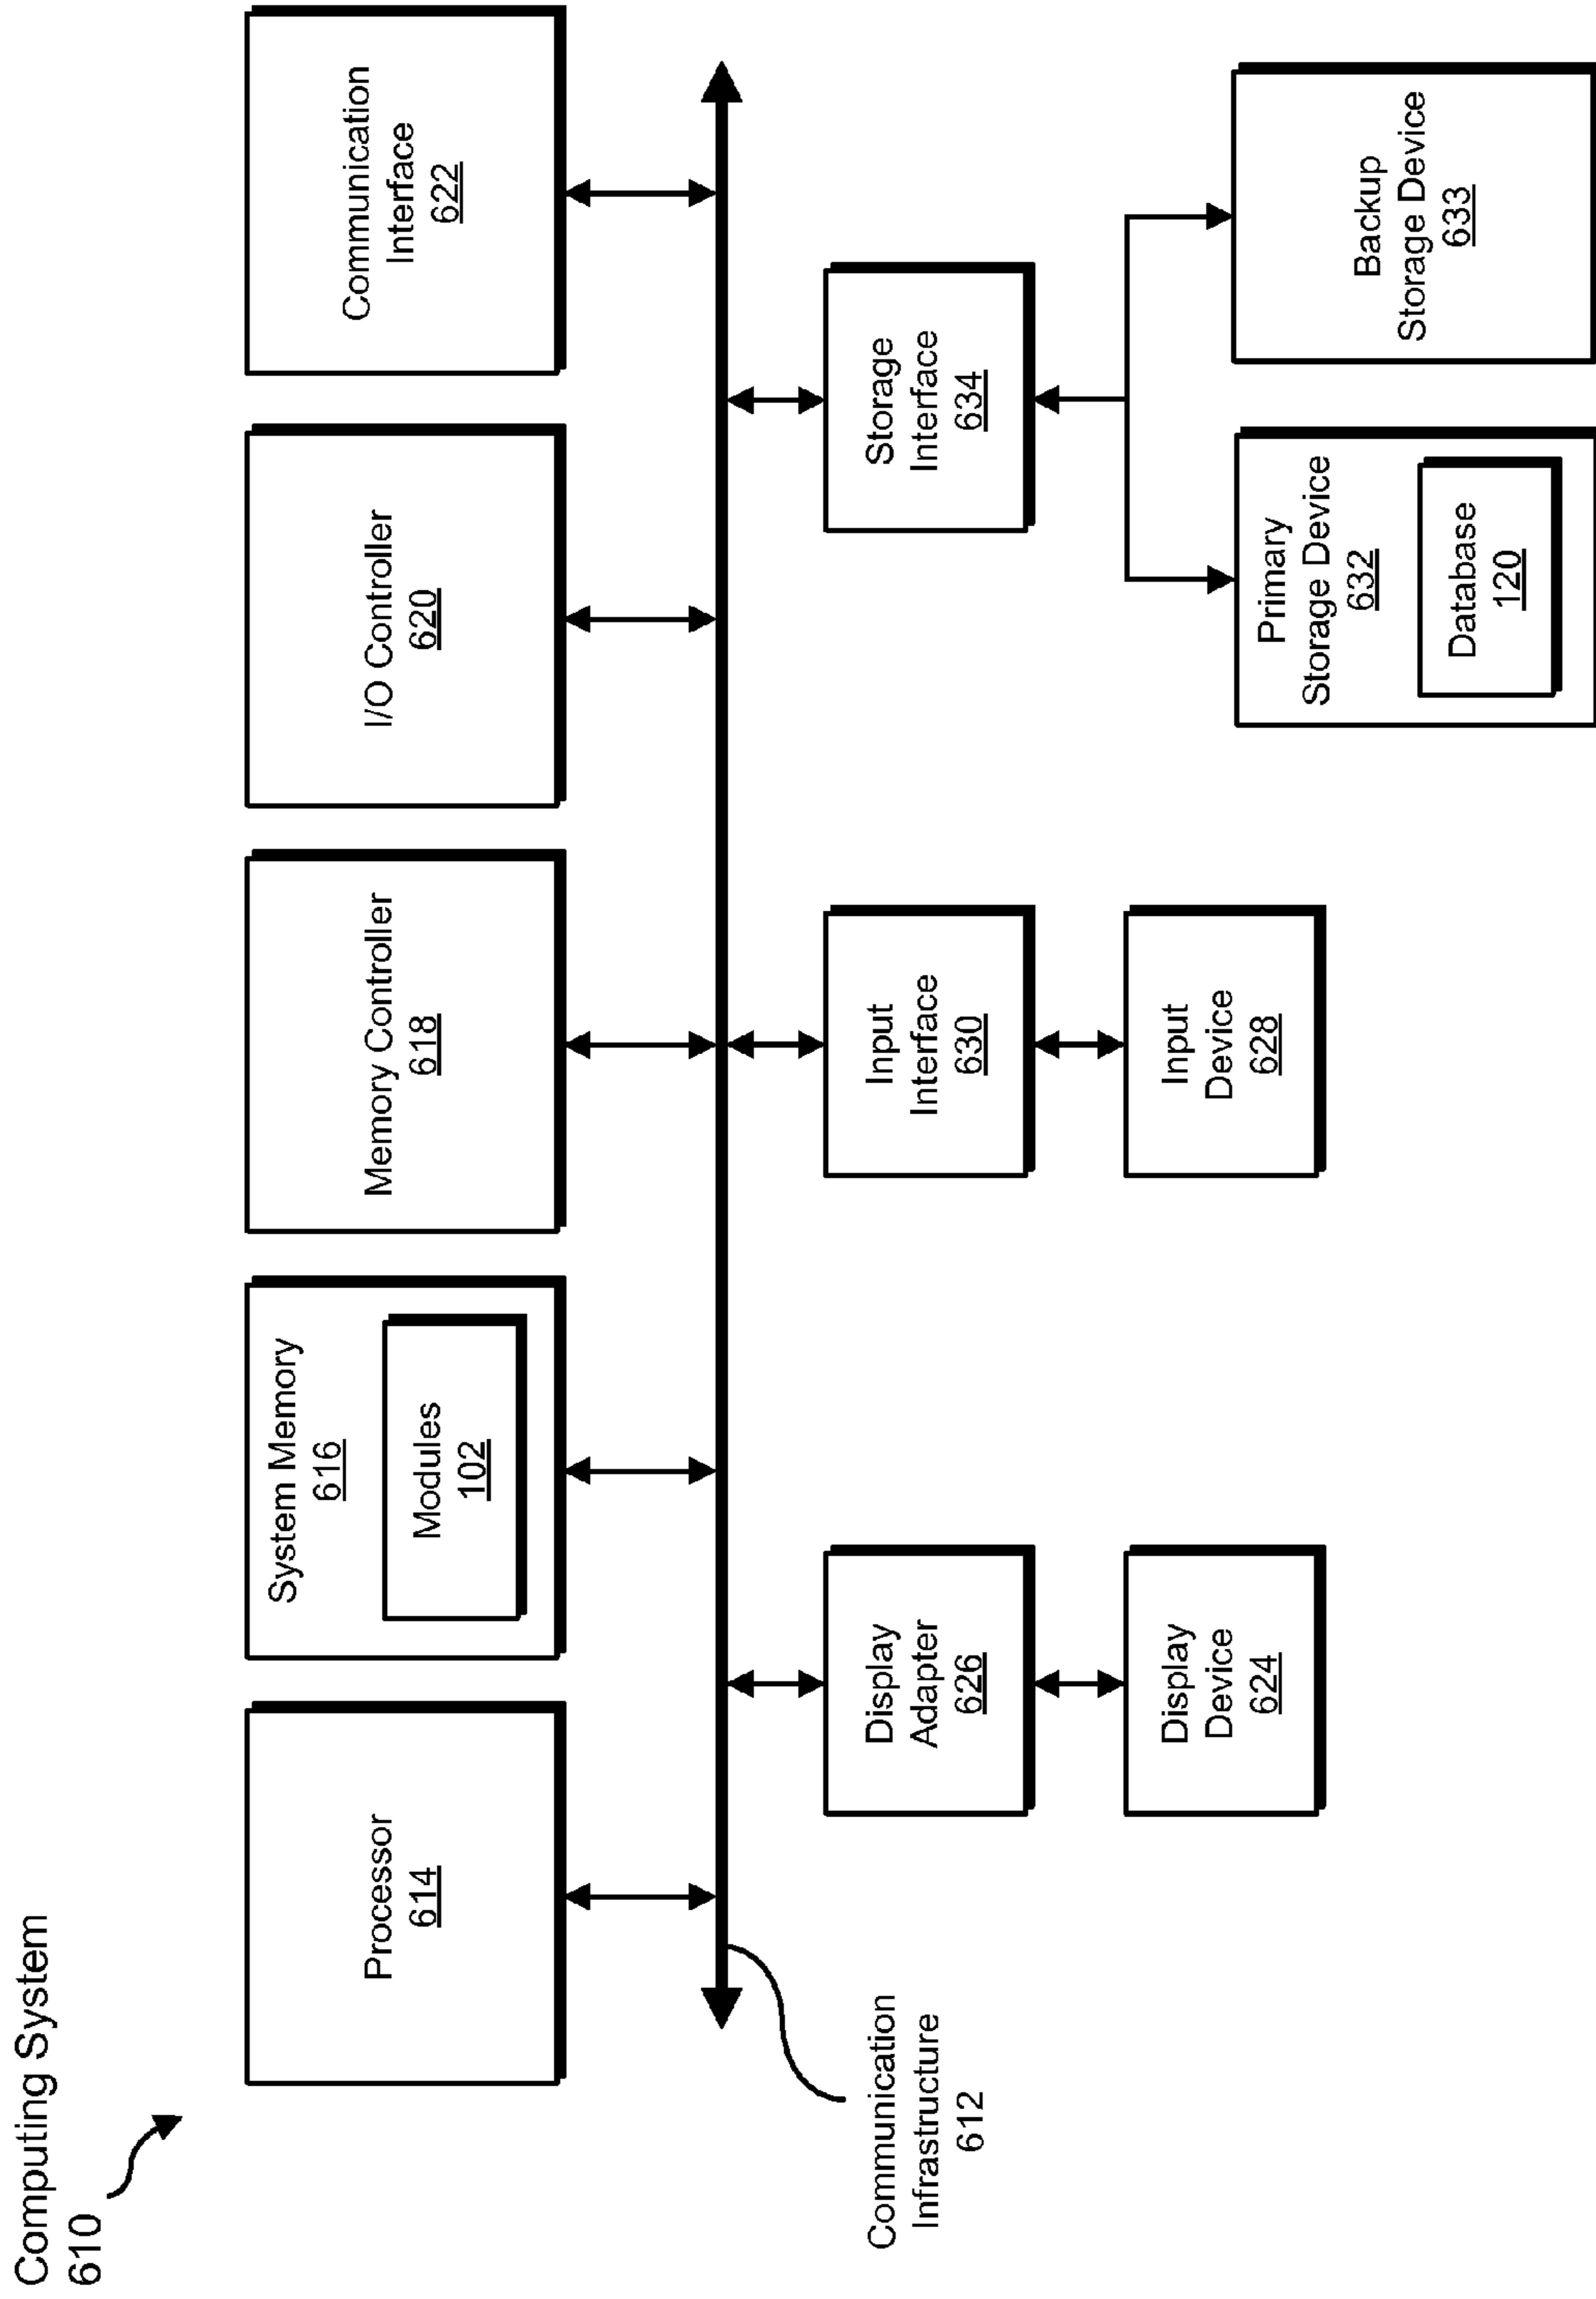 Computing System
610
Processor
614
System Memory
616
Modules
102
Memory Controller
618
I/O Controller
620
Communication
Interface
622
Communication
Infrastructure
612
Display
Adapter
626
Input
Interface
630
Storage
Interface
634
Display
Device
624
Input
Device
628
Primary
Storage Device
632
Database
120
Backup
Storage Device
633